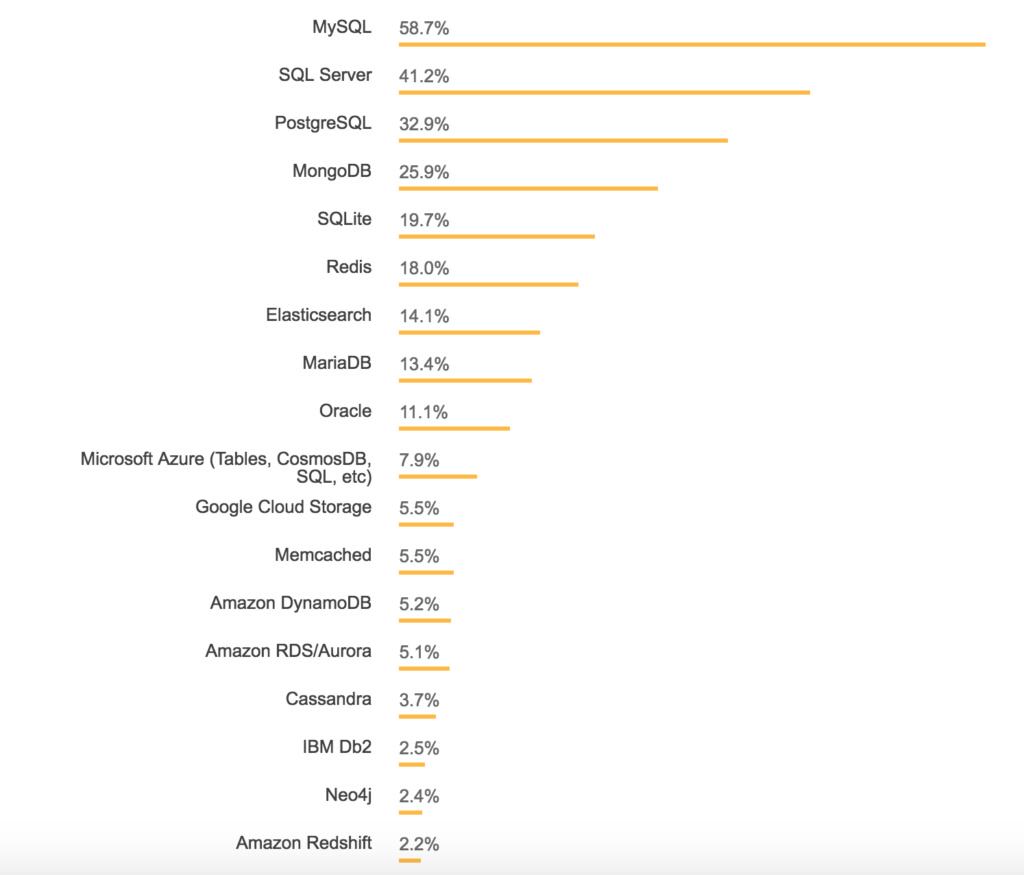 MySQL 58.7%
SQL Server 41.2%
PostgreSQL 32.9%
MongoDB 25.9%
SQLite 19.7%
Redis 18.0%
Elasticsearch 14.1%
MariaDB 13.4%
Oracle 11.1%
Microsoft Azure (Tables, CosmosDB, 7.9%
SQL, etc)
Google Cloud Storage 5.5%
Memcached 5.5%
Amazon DynamoDB 5.2%
Amazon RDS/Aurora 5.1%
Cassandra 3.7%
IBM Db2 2.5%
Neo4j 2.4%
Amazon Redshift 2.2%